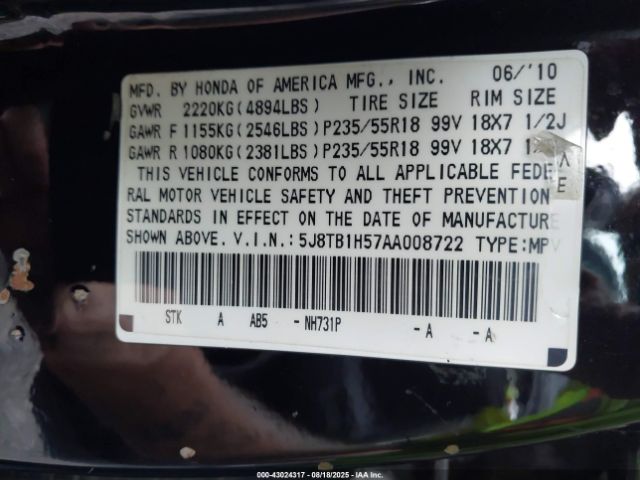 MFD. BY HONDA OF AMERICA MFG., INC. 06/'10
GVWR 2220KG(4894LBS) TIRE SIZE RIM SIZE
GAWR F 1155KG(2546LBS) P235/55R18 99V 18X7 1/2J
GAWR R 1080KG(2381LBS) P235/55R18 99V 18X7
THIS VEHICLE CONFORMS TO ALL APPLICABLE FEDE
RAL MOTOR VEHICLE SAFETY AND THEFT PREVENTION
STANDARDS IN EFFECT ON THE DATE OF MANUFACTURE
SHOWN ABOVE. V.I.N.:5J8TB1H57AA008722 TYPE:MPV
STK A AB5 -NH731P -A -A
000-43024317 - 08/18/2025 - IAA Inc.